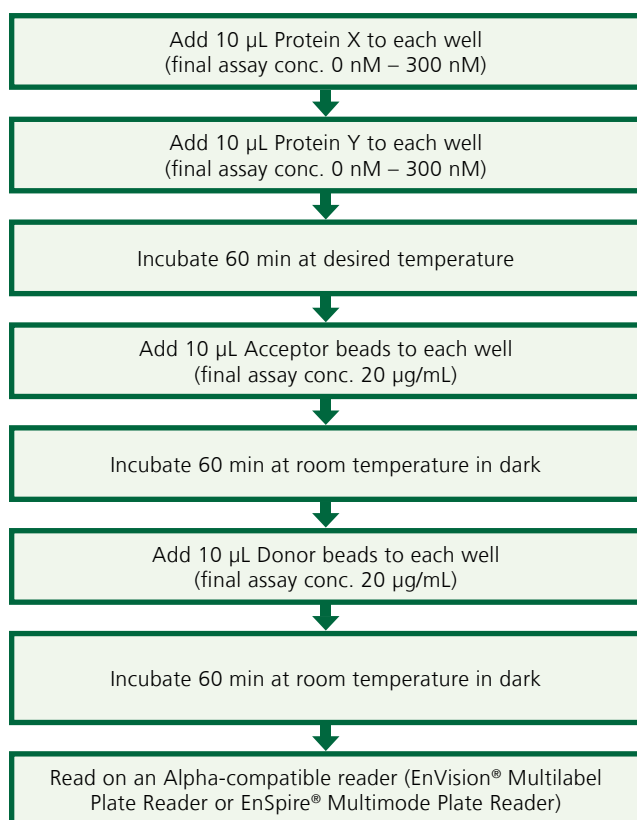 Add 10 µL Protein X to each well
(final assay conc. 0 nM – 300 nM)
Add 10 µL Protein Y to each well
(final assay conc. 0 nM – 300 nM)
Incubate 60 min at desired temperature
Add 10 µL Acceptor beads to each well
(final assay conc. 20 µg/mL)
Incubate 60 min at room temperature in dark
Add 10 µL Donor beads to each well
(final assay conc. 20 µg/mL)
Incubate 60 min at room temperature in dark
Read on an Alpha-compatible reader (EnVision® Multilabel
Plate Reader or EnSpire® Multimode Plate Reader)